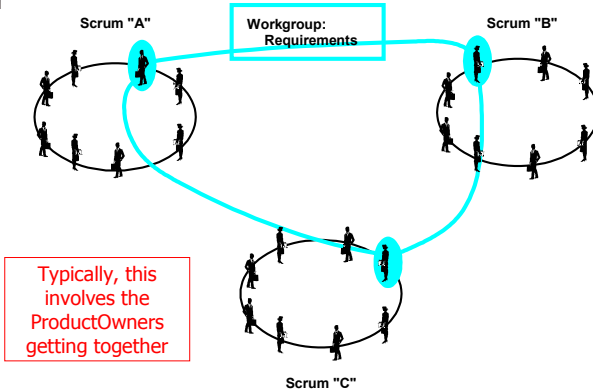 Scrum "A"
Workgroup:
Requirements
Scrum "B"
Typically, this
involves the
ProductOwners
getting together
Scrum "C"